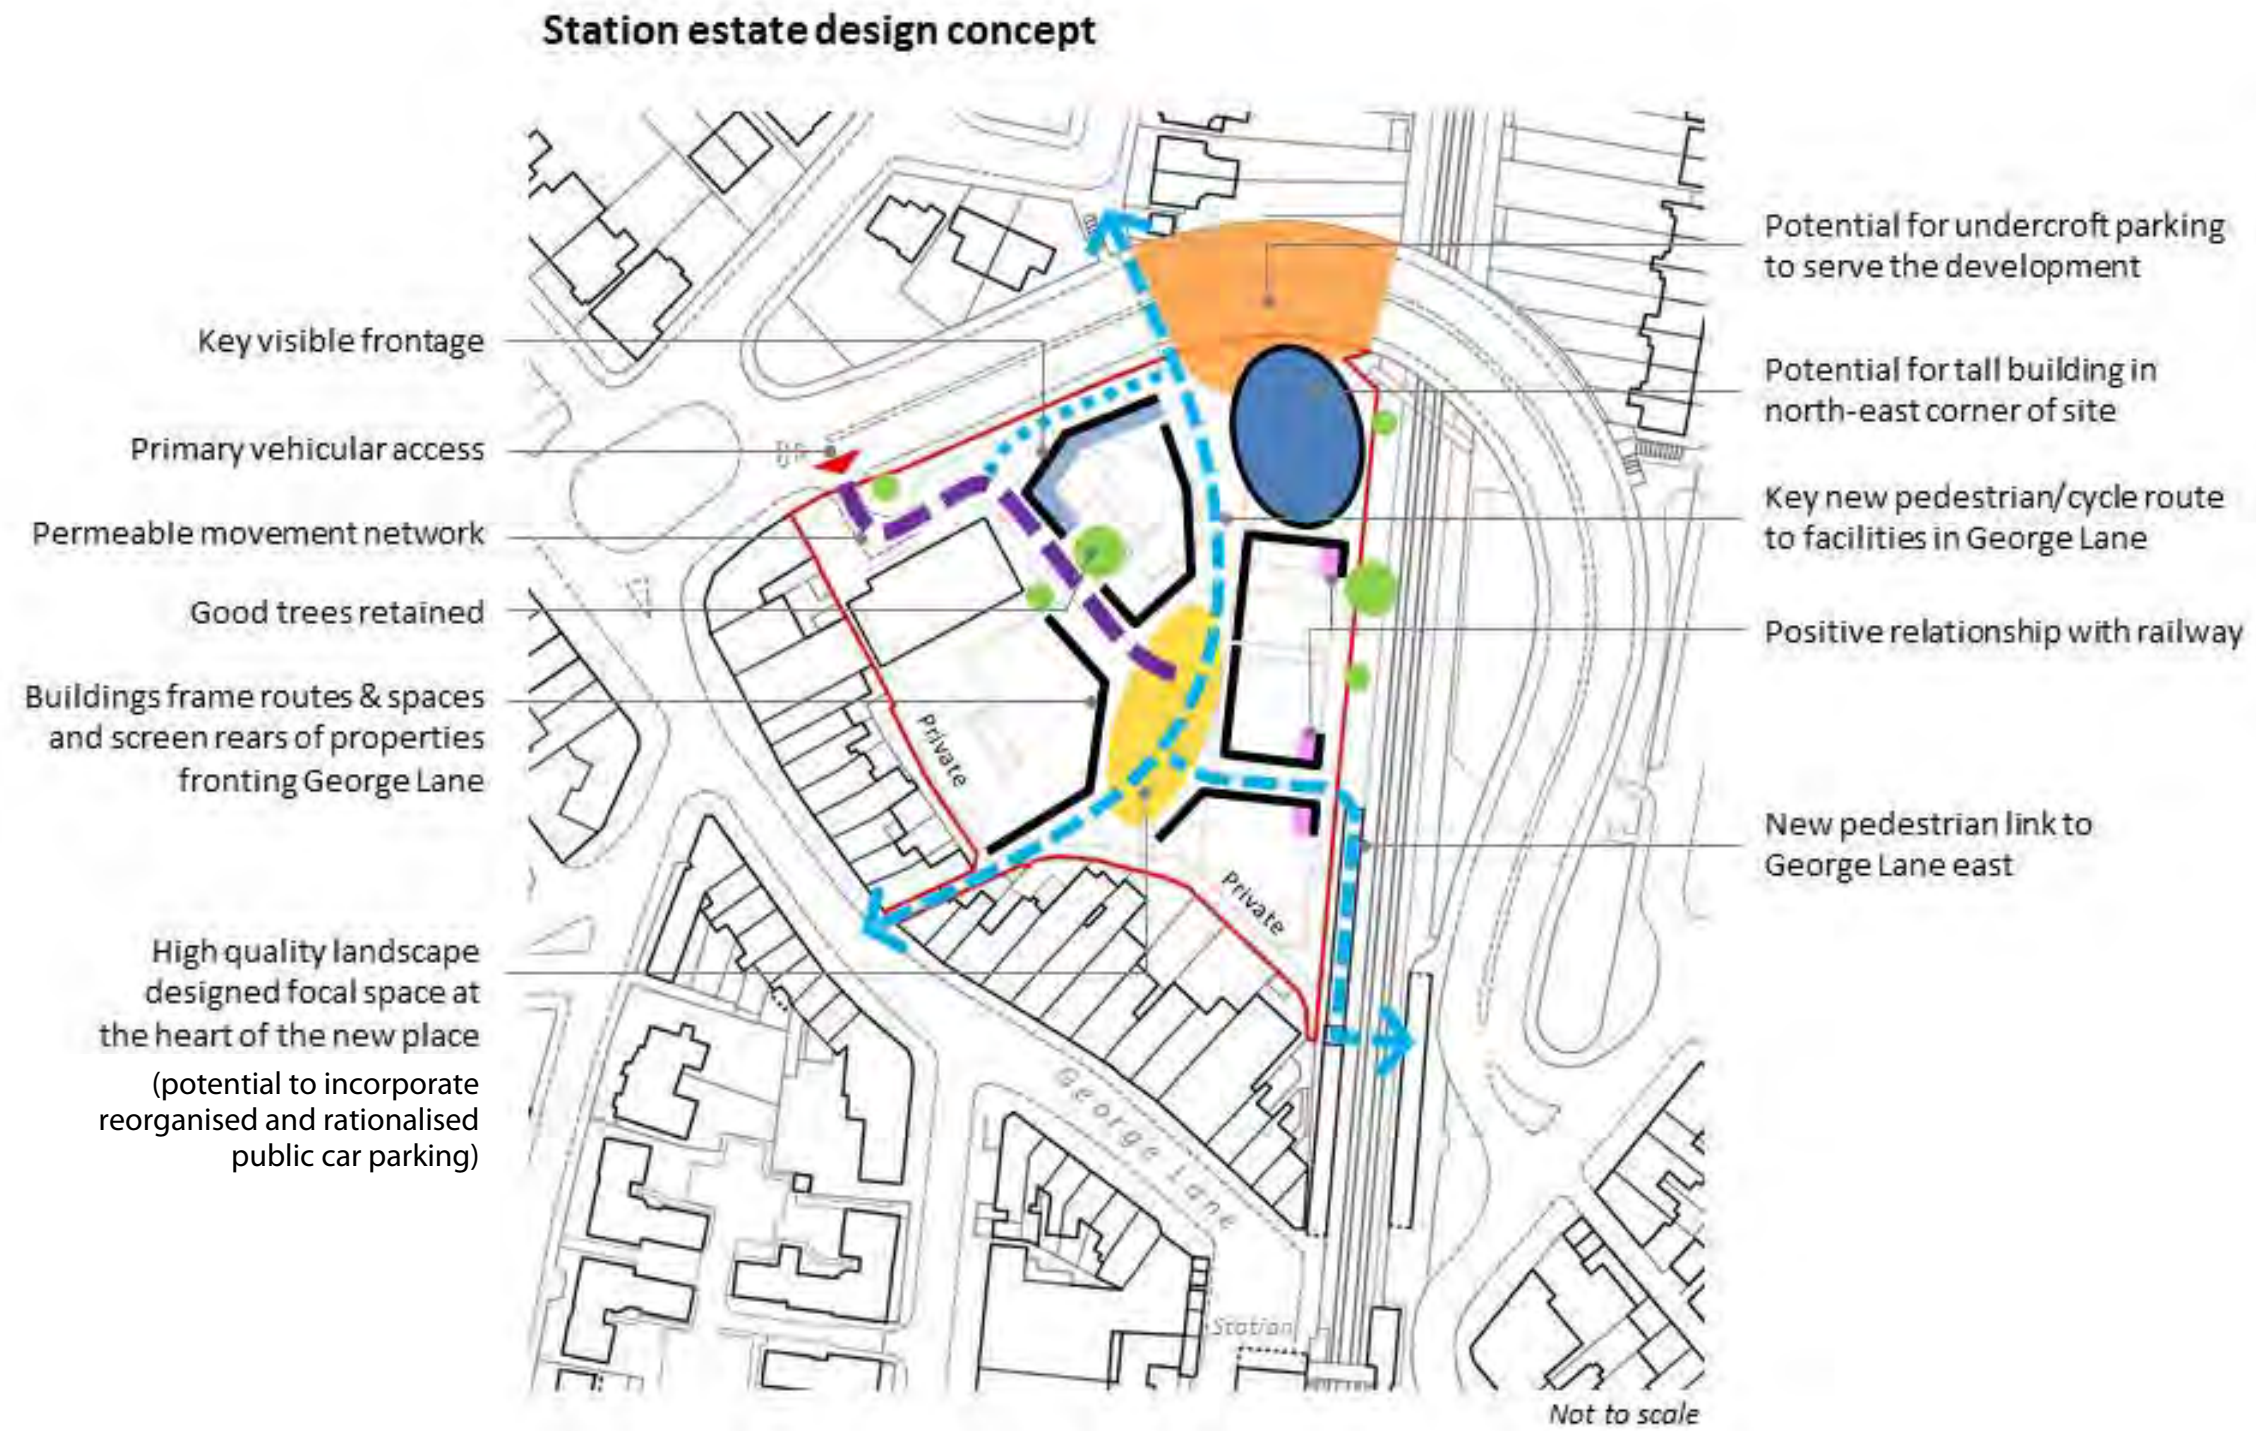 Station estate design concept
Key visible frontage
Primary vehicular access
Permeable movement network
Good trees retained
Buildings frame routes & spaces
and screen rears of properties
fronting George Lane
High quality landscape
designed focal space at
the heart of the new place
(potential to incorporate
reorganised and rationalised
public car parking)
Private
Private
George Lane
Station
Potential for undercroft parking
to serve the development
Potential for tall building in
north-east corner of site
Key new pedestrian/cycle route
to facilities in George Lane
Positive relationship with railway
New pedestrian link to
George Lane east
Not to scale